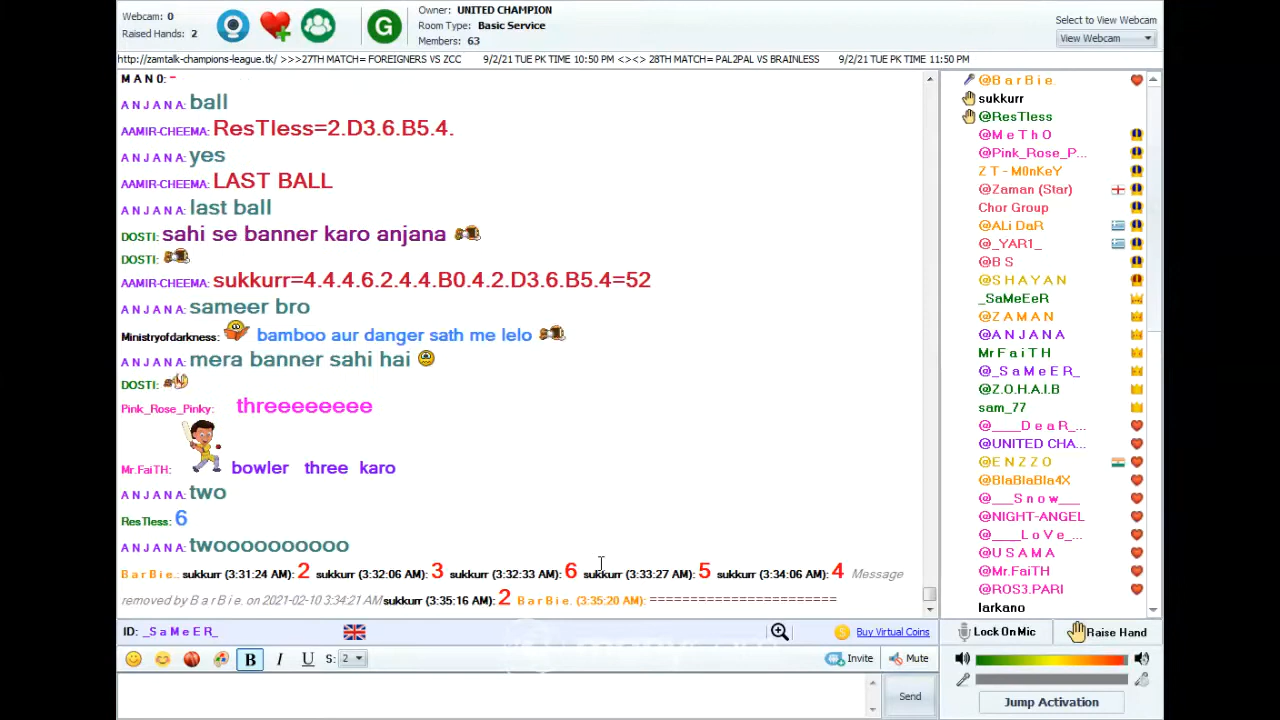 Webcam: 0
Raised Hands: 2
G
Owner: UNITED CHAMPION
Room Type: Basic Service
Members: 63
Select to View Webcam
View Webcam
http://zamtalk-champions-league.tk/ >>>27TH MATCH= FOREIGNERS VS ZCC 9/2/21 TUE PK TIME 10:50 PM <><> 28TH MATCH= PAL2PAL VS BRAINLESS 9/2/21 TUE PK TIME 11:50 PM
M A N O: -
A N J A N A: ball
AAMIR-CHEEMA: ResTless=2.D3.6.B5.4.
A N J A N A: yes
AAMIR-CHEEMA: LAST BALL
A N J A N A: last ball
DOSTI: sahi se banner karo anjana
DOSTI:
AAMIR-CHEEMA: sukkurr=4.4.4.6.2.4.4.B0.4.2.D3.6.B5.4=52
A N J A N A: sameer bro
Ministryofdarkness: bamboo aur danger sath me lelo
A N J A N A: mera banner sahi hai
DOSTI:
Pink_Rose_Pinky: threeeeeeee
Mr.FaiTH: bowler three karo
A N J A N A: two
ResTless: 6
A N J A N A: twoooooooooo
B a r B i e.: sukkurr (3:31:24 AM): 2 sukkurr (3:32:06 AM): 3 sukkurr (3:32:33 AM): 6 sukkurr (3:33:27 AM): 5 sukkurr (3:34:06 AM): 4 Message
removed by B a r B i e. on 2021-02-10 3:34:21 AM sukkurr (3:35:16 AM): 2 B a r B i e. (3:35:20 AM): =======================
@B a r B i e.
sukkurr
@ResTless
@M e T h O
@Pink_Rose_P...
Z T - M0nKeY
@Zaman (Star)
Chor Group
@ALi DaR
@_YAR1_
@B S
@S H A Y A N
_SaMeEeR
@Z A M A N
@A N J A N A
Mr F a i T H
@_S a M e E R_
@Z.O.H.A.I.B
sam_77
@____D e a R_...
@UNITED CHA...
@E N Z Z O
@BlaBlaBla4X
@___S n o w___
@NIGHT-ANGEL
@____L o V e_...
@U S A M A
@Mr.FaiTH
@ROS3.PARI
larkano
ID: _S a M e E R_
Buy Virtual Coins
Lock On Mic
Raise Hand
B I U S: 2
Invite
Mute
Send
Jump Activation